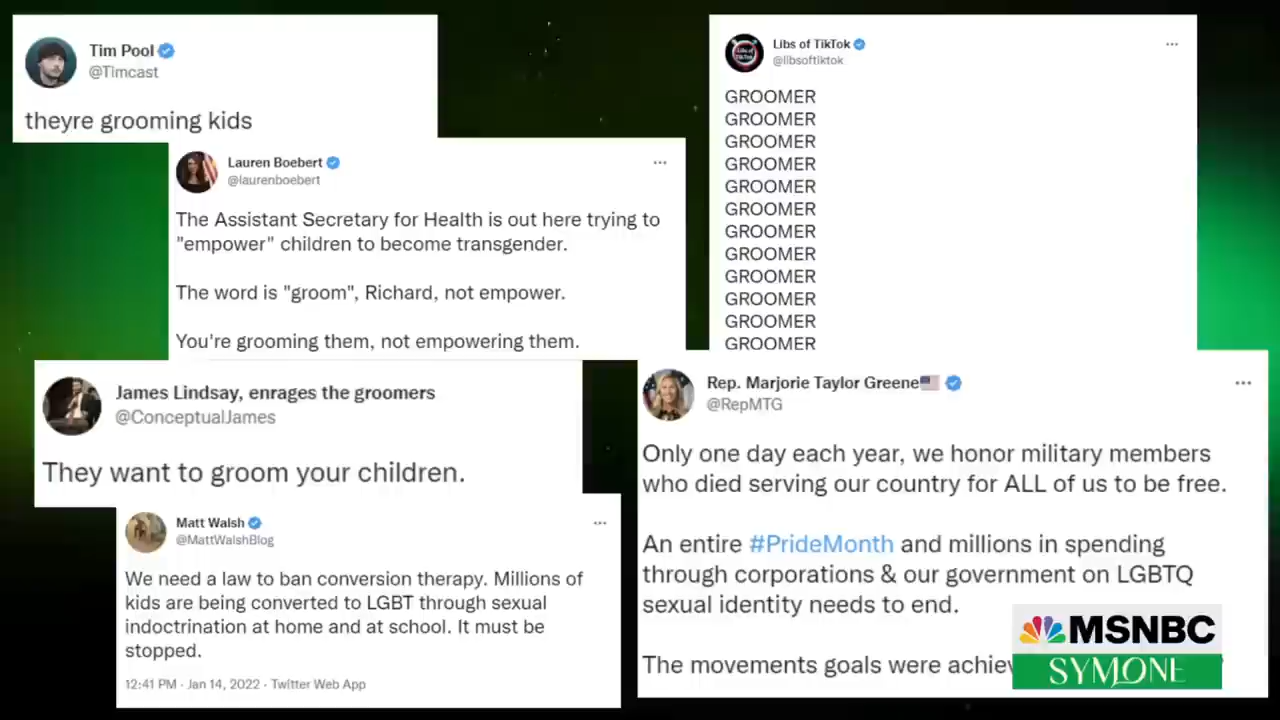 Tim Pool
@Timcast
theyre grooming kids
Lauren Boebert
@laurenboebert
The Assistant Secretary for Health is out here trying to
"empower" children to become transgender.
The word is "groom", Richard, not empower.
You're grooming them, not empowering them.
James Lindsay, enrages the groomers
@ConceptualJames
They want to groom your children.
Matt Walsh
@MattWalshBlog
We need a law to ban conversion therapy. Millions of
kids are being converted to LGBT through sexual
indoctrination at home and at school. It must be
stopped.
12:41 PM · Jan 14, 2022 · Twitter Web App
Libs of TikTok
@libsoftiktok
GROOMER
GROOMER
GROOMER
GROOMER
GROOMER
GROOMER
GROOMER
GROOMER
GROOMER
GROOMER
GROOMER
GROOMER
Rep. Marjorie Taylor Greene🇺🇸
@RepMTG
Only one day each year, we honor military members
who died serving our country for ALL of us to be free.
An entire #PrideMonth and millions in spending
through corporations & our government on LGBTQ
sexual identity needs to end.
The movements goals were
MSNBC
SYMONE